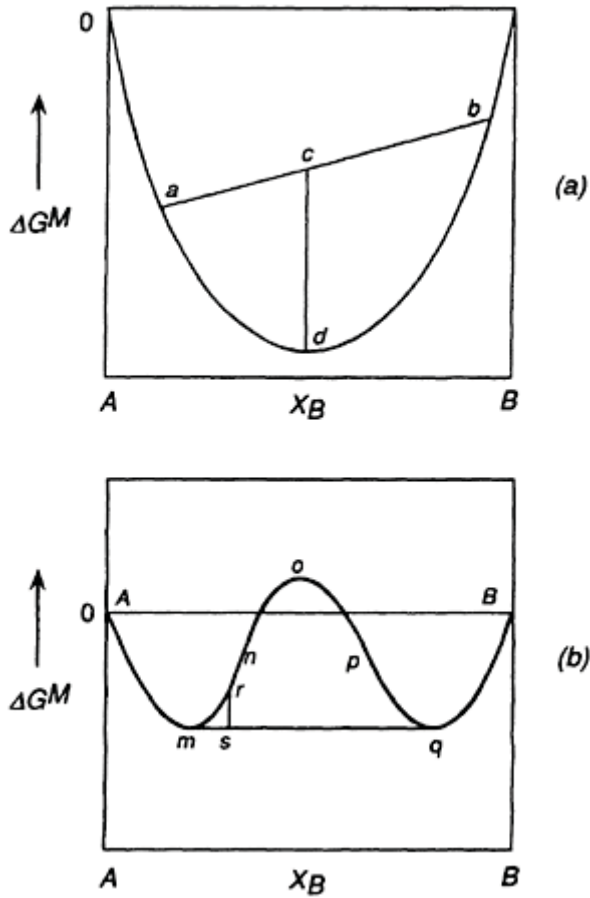 0
b
c
a
(a)
ΔG^M
d
A X_B B
o
A B
0
n p (b)
r
ΔG^M
m s q
A X_B B